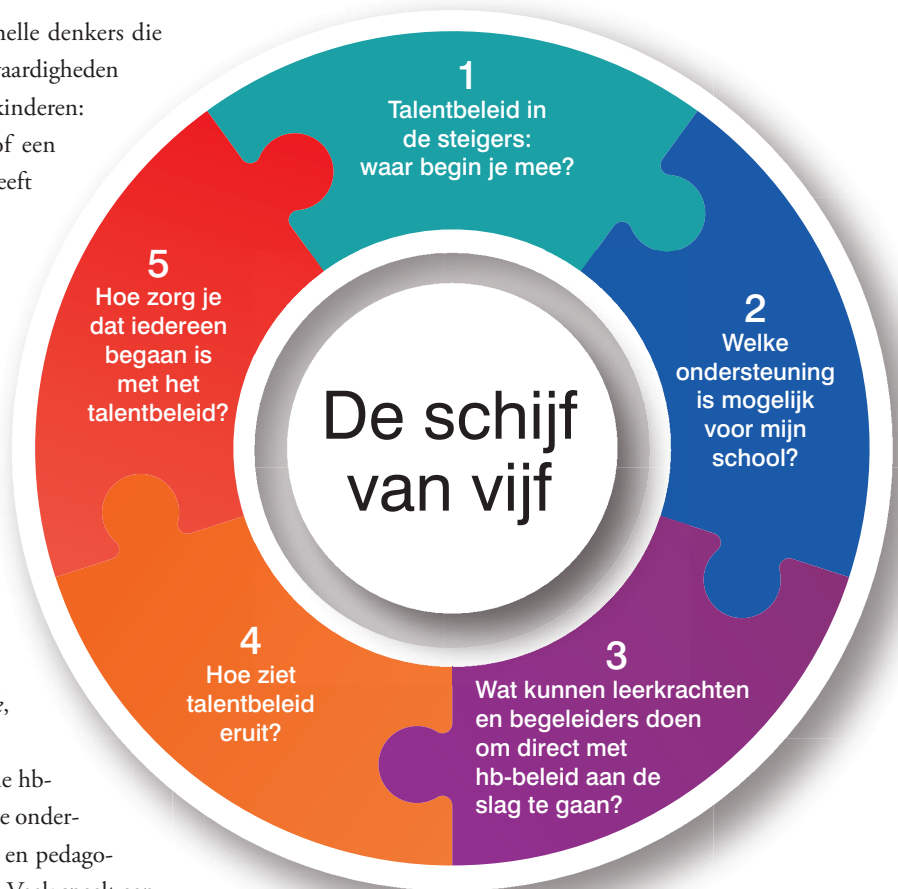 nelle denkers die
vaardigheden
kinderen:
of een
eeft
1
Talentbeleid in
de steigers:
waar begin je mee?
2
Welke
ondersteuning
is mogelijk
voor mijn
school?
3
Wat kunnen leerkrachten
en begeleiders doen
om direct met
hb-beleid aan de
slag te gaan?
4
Hoe ziet
talentbeleid
eruit?
5
Hoe zorg je
dat iedereen
begaan is
met het
talentbeleid?
De schijf
van vijf
e,
ie hb-
e onder-
en pedago-